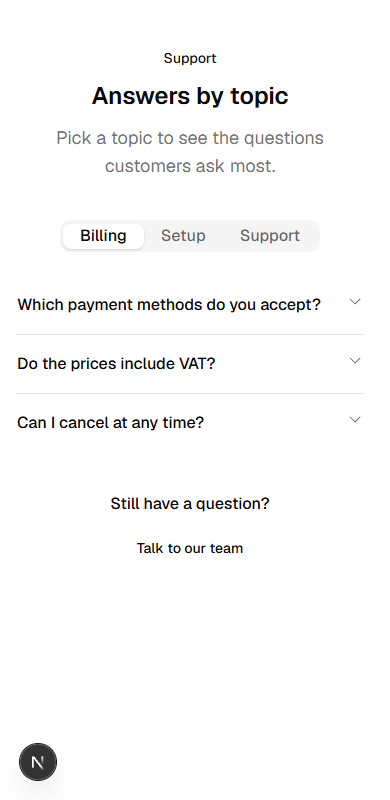 Support
Answers by topic
Pick a topic to see the questions
customers ask most.
Billing Setup Support
Which payment methods do you accept?
Do the prices include VAT?
Can I cancel at any time?
Still have a question?
Talk to our team
N